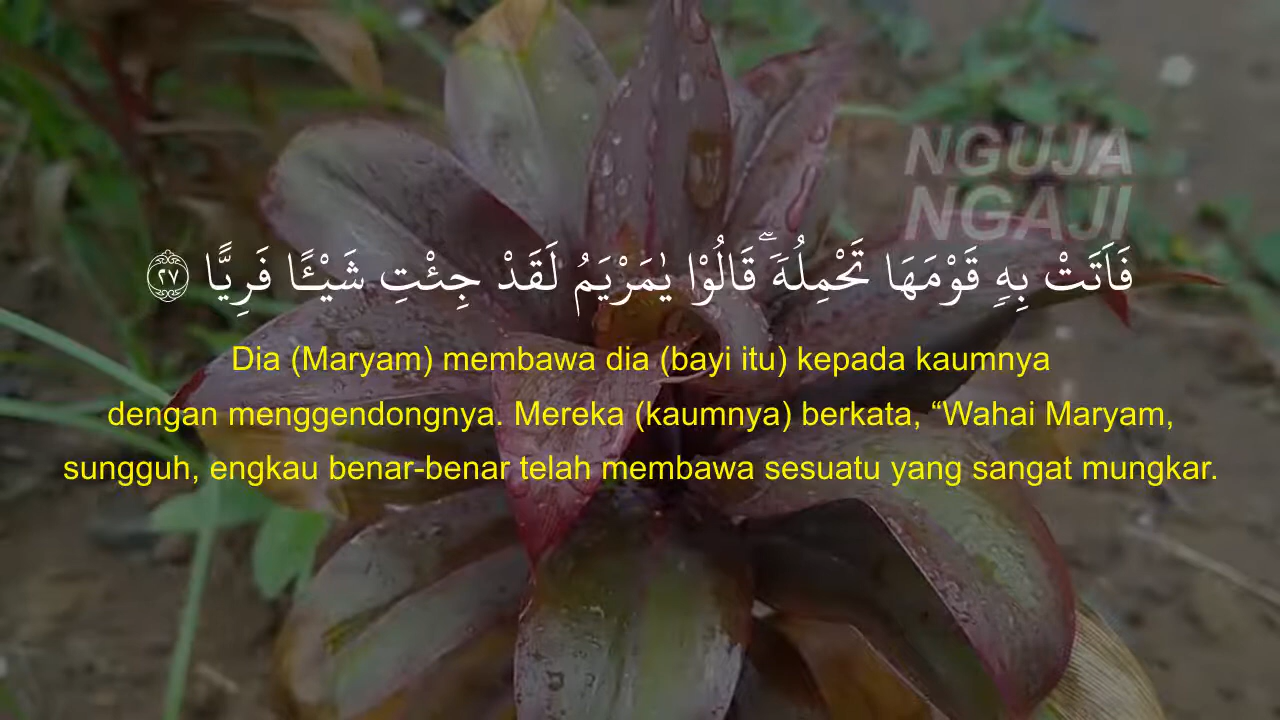 NGUJA
NGAJI
فَاَتَتْ بِهٖ قَوْمَهَا تَحْمِلُهٗ ۗقَالُوْا يٰمَرْيَمُ لَقَدْ جِئْتِ شَيْـًٔا فَرِيًّا ٢٧
Dia (Maryam) membawa dia (bayi itu) kepada kaumnya
dengan menggendongnya. Mereka (kaumnya) berkata, “Wahai Maryam,
sungguh, engkau benar-benar telah membawa sesuatu yang sangat mungkar.